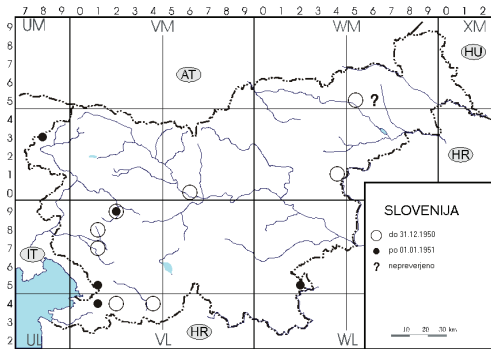 7 8 9 0 1 2 3 4 5 6 7 8 9 0 1 2 3 4 5 6 7 8 9 0 1 2
9 UM VM WM XM
8 HU
7
6 AT
5 ?
4
3 HR
2
1
0 SLOVENIJA
9 do 31.12.1950
8 po 01.01.1951
7 IT ? nepreverjeno
6
5
4
3 10 20 30 km
2 UL VL HR WL